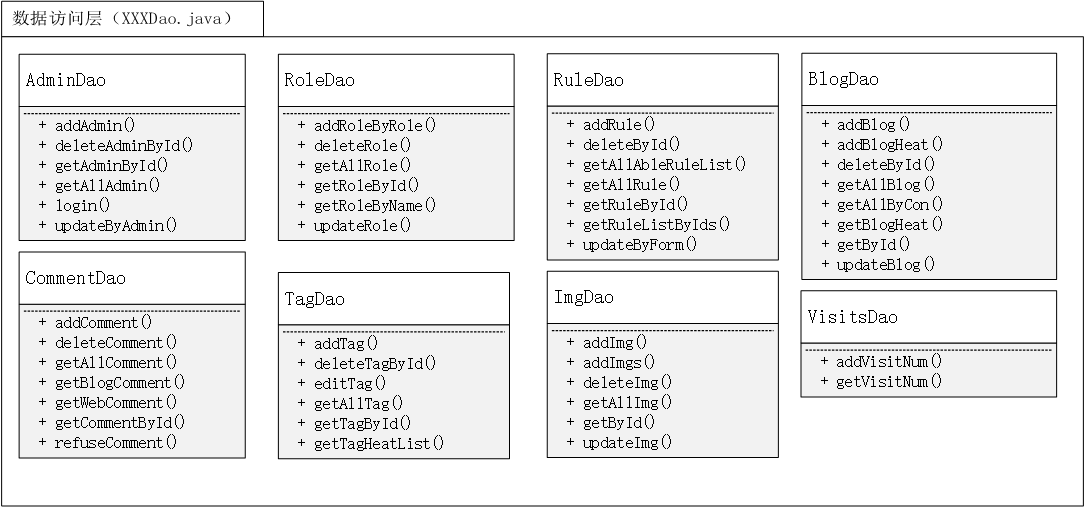 数据访问层（XXXDao.java）
AdminDao
+ addAdmin()
+ deleteAdminById()
+ getAdminById()
+ getAllAdmin()
+ login()
+ updateByAdmin()
RoleDao
+ addRoleByRole()
+ deleteRole()
+ getAllRole()
+ getRoleById()
+ getRoleByName()
+ updateRole()
RuleDao
+ addRule()
+ deleteById()
+ getAllAbleRuleList()
+ getAllRule()
+ getRuleById()
+ getRuleListByIds()
+ updateByForm()
BlogDao
+ addBlog()
+ addBlogHeat()
+ deleteById()
+ getAllBlog()
+ getAllByCon()
+ getBlogHeat()
+ getById()
+ updateBlog()
CommentDao
+ addComment()
+ deleteComment()
+ getAllComment()
+ getBlogComment()
+ getWebComment()
+ getCommentById()
+ refuseComment()
TagDao
+ addTag()
+ deleteTagById()
+ editTag()
+ getAllTag()
+ getTagById()
+ getTagHeatList()
ImgDao
+ addImg()
+ addImgs()
+ deleteImg()
+ getAllImg()
+ getById()
+ updateImg()
VisitsDao
+ addVisitNum()
+ getVisitNum()